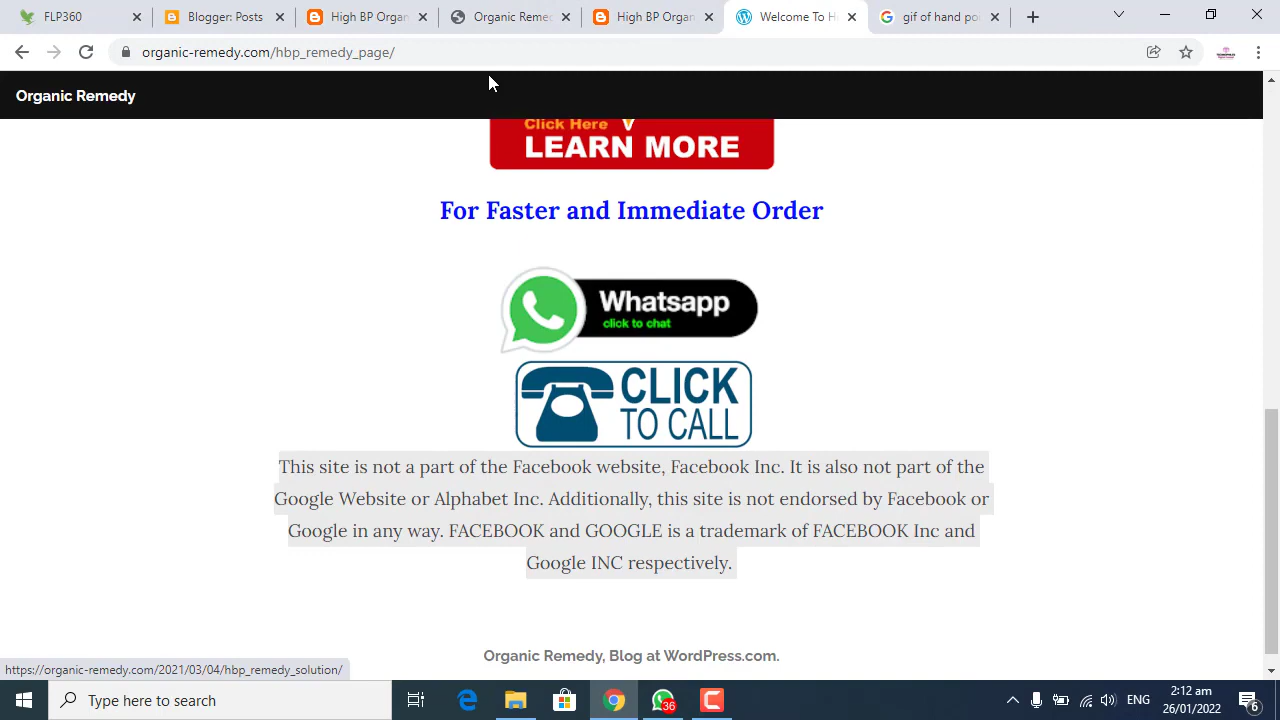 FLP360
Blogger: Posts
High BP Organ
Organic Reme
High BP Organ
Welcome To H
gif of hand po
organic-remedy.com/hbp_remedy_page/
Organic Remedy
Click Here
LEARN MORE
For Faster and Immediate Order
Whatsapp
click to chat
CLICK
TO CALL
This site is not a part of the Facebook website, Facebook Inc. It is also not part of the
Google Website or Alphabet Inc. Additionally, this site is not endorsed by Facebook or
Google in any way. FACEBOOK and GOOGLE is a trademark of FACEBOOK Inc and
Google INC respectively.
Organic Remedy, Blog at WordPress.com.
https://organic-remedy.com/2021/03/04/hbp_remedy_solution/
Type here to search
36
ENG
2:12 am
26/01/2022
6